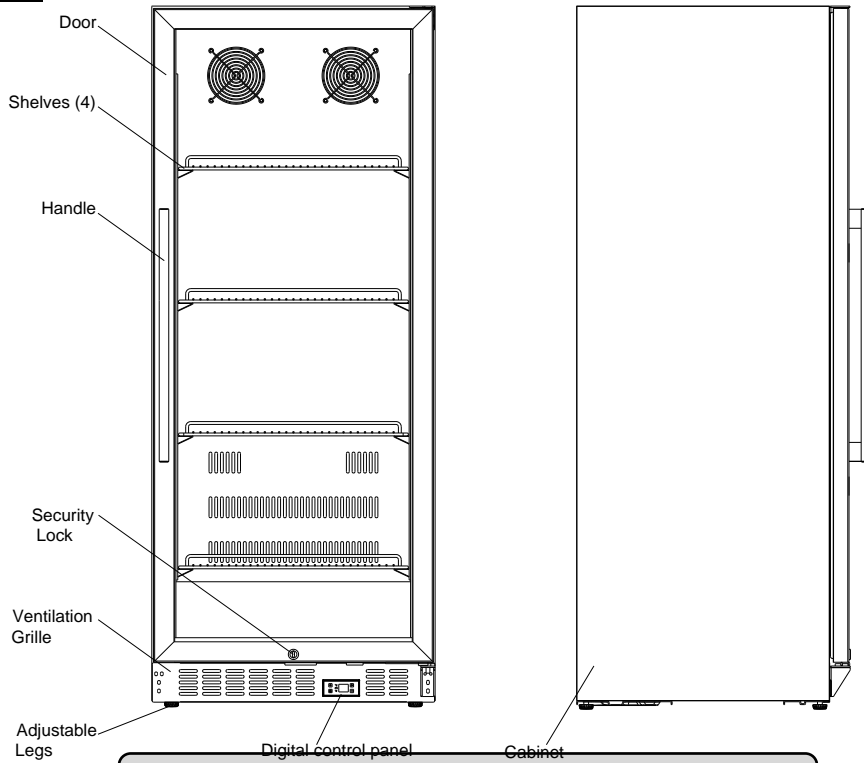 Door
Shelves (4)
Handle
Security
Lock
Ventilation
Grille
Adjustable
Legs
Digital control panel
Cabinet